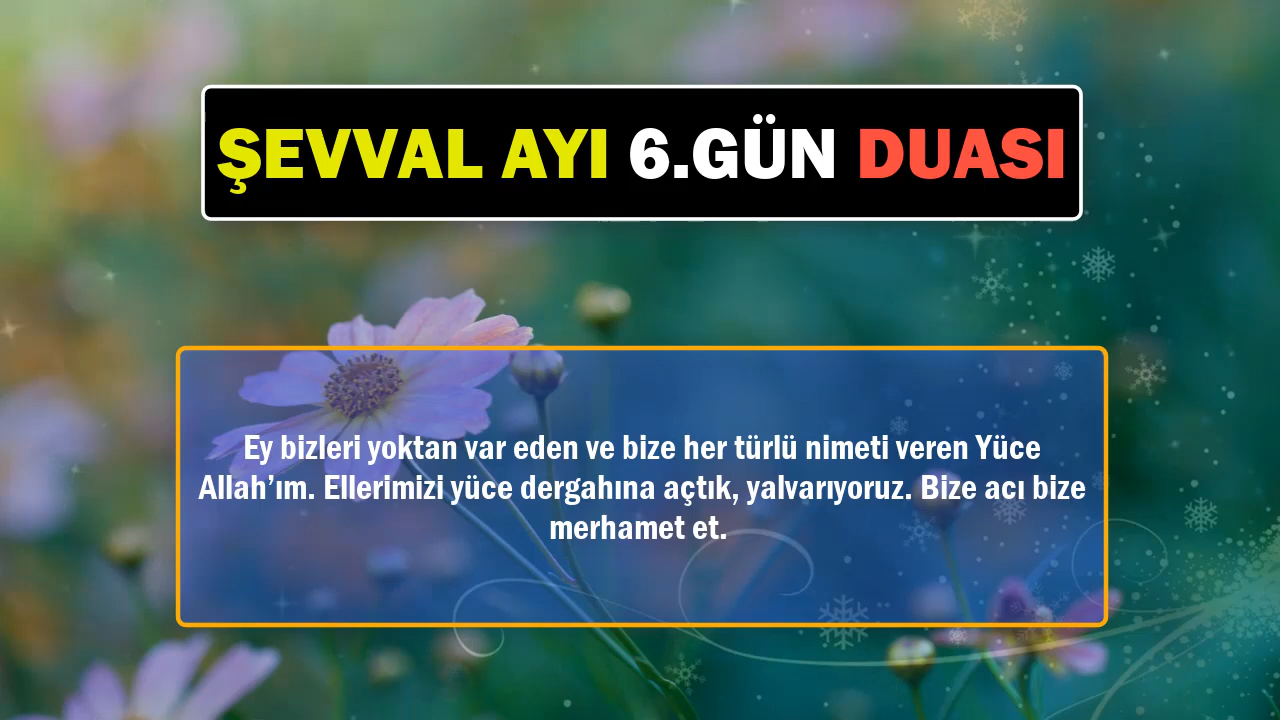 ŞEVVAL AYI 6.GÜN DUASI
Ey bizleri yoktan var eden ve bize her türlü nimeti veren Yüce
Allah’ım. Ellerimizi yüce dergahına açtık, yalvarıyoruz. Bize acı bize
merhamet et.